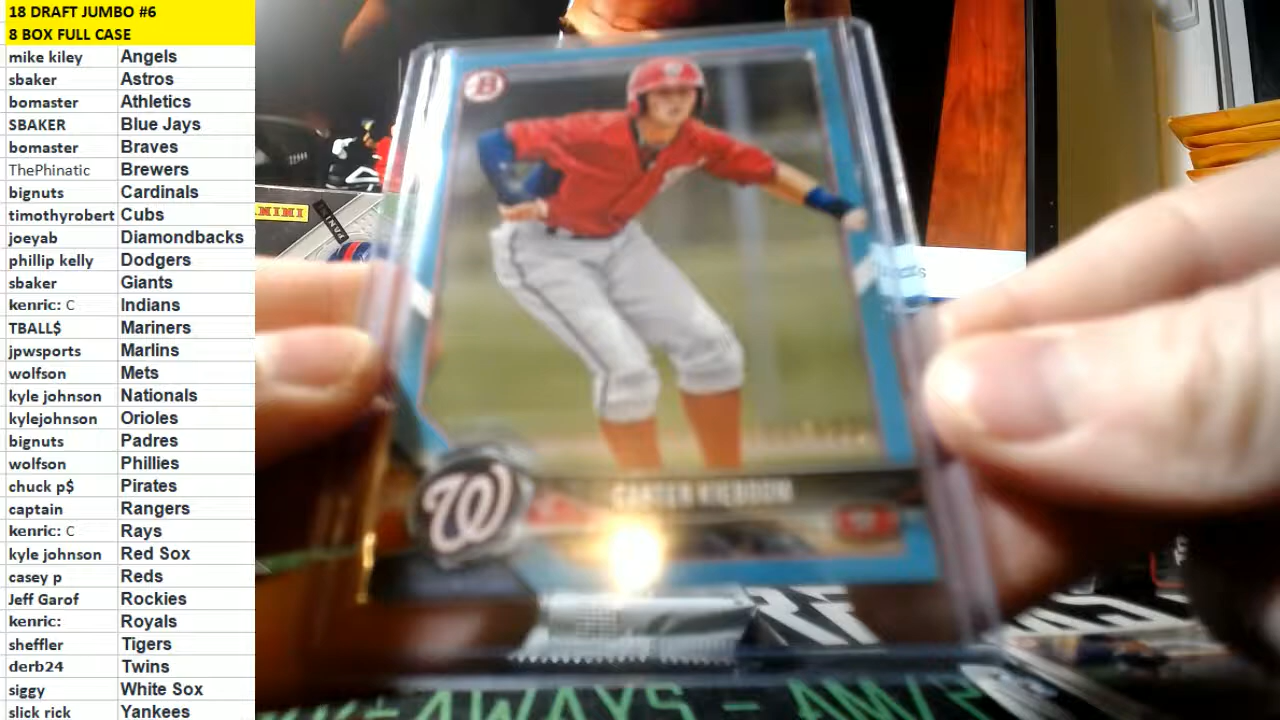 18 DRAFT JUMBO #6
8 BOX FULL CASE
mike kiley Angels
sbaker Astros
bomaster Athletics
SBAKER Blue Jays
bomaster Braves
ThePhinatic Brewers
bignuts Cardinals
timothyrobert Cubs
joeyab Diamondbacks
phillip kelly Dodgers
sbaker Giants
kenric: C Indians
TBALL$ Mariners
jpwsports Marlins
wolfson Mets
kyle johnson Nationals
kylejohnson Orioles
bignuts Padres
wolfson Phillies
chuck p$ Pirates
captain Rangers
kenric: C Rays
kyle johnson Red Sox
casey p Reds
Jeff Garof Rockies
kenric: Royals
sheffler Tigers
derb24 Twins
siggy White Sox
slick rick Yankees
B
PANINI
W
CARTER KIEBOOM
AWAYS - AM/P